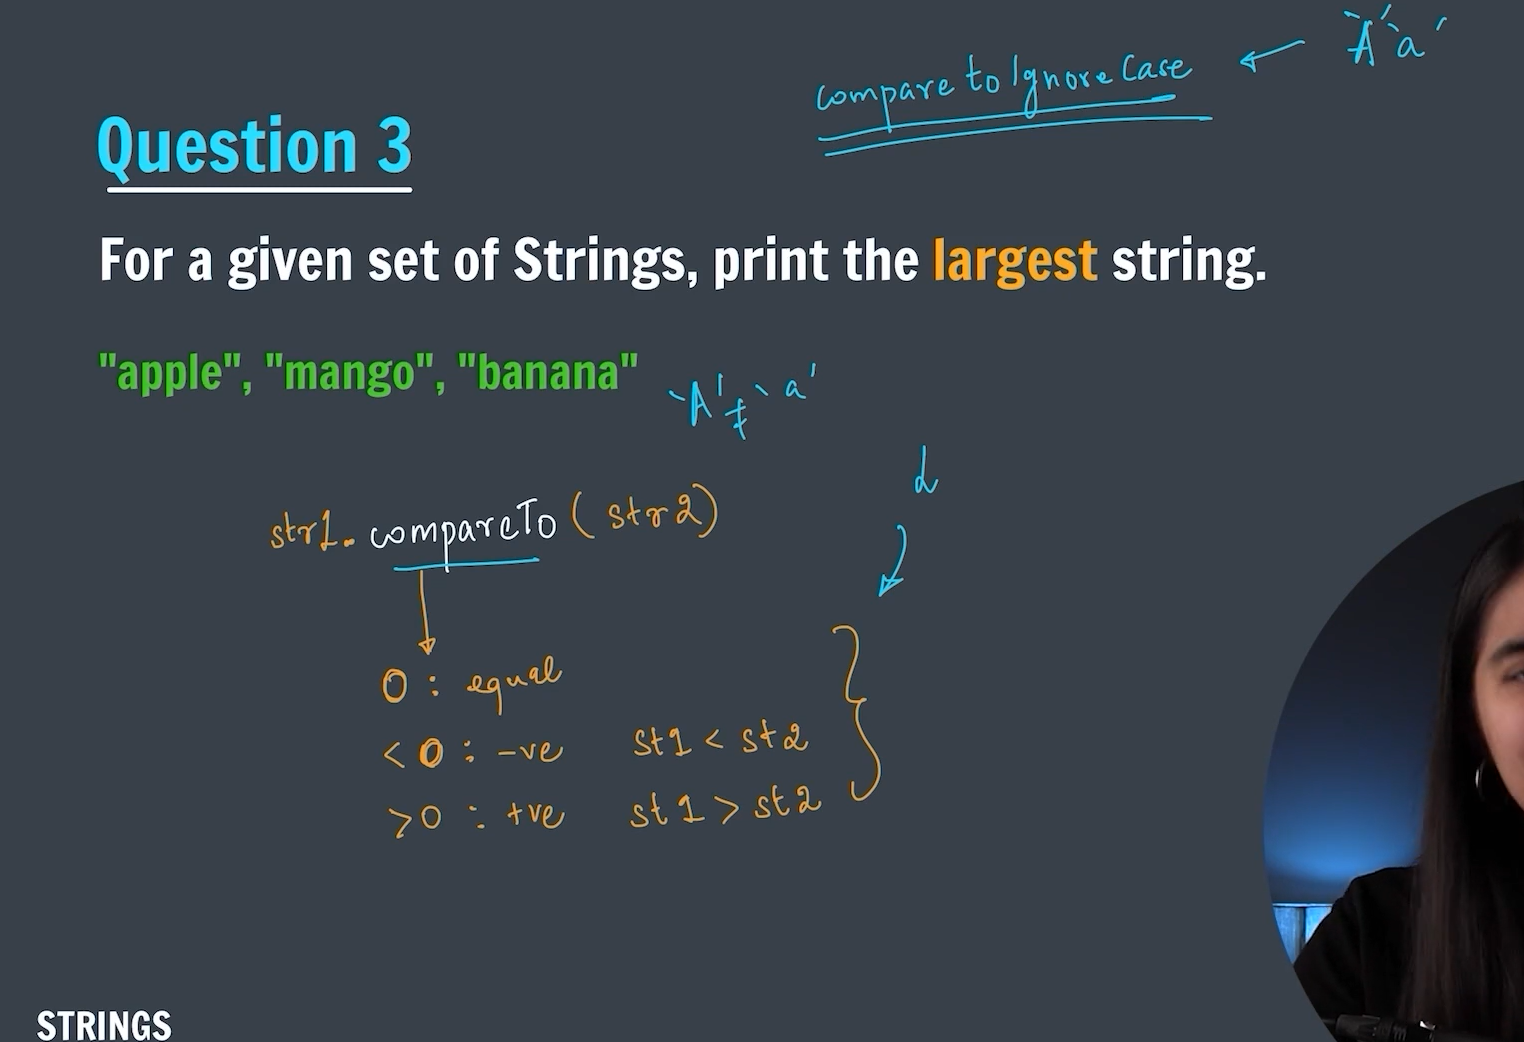 compare to Ignore Case ← 'A' 'a'
Question 3
For a given set of Strings, print the largest string.
"apple", "mango", "banana"
'A' ≠ 'a'
str1.compareTo(str2)
0 : equal
< 0 : -ve st1 < st2
>0 : +ve st1 > st2
STRINGS